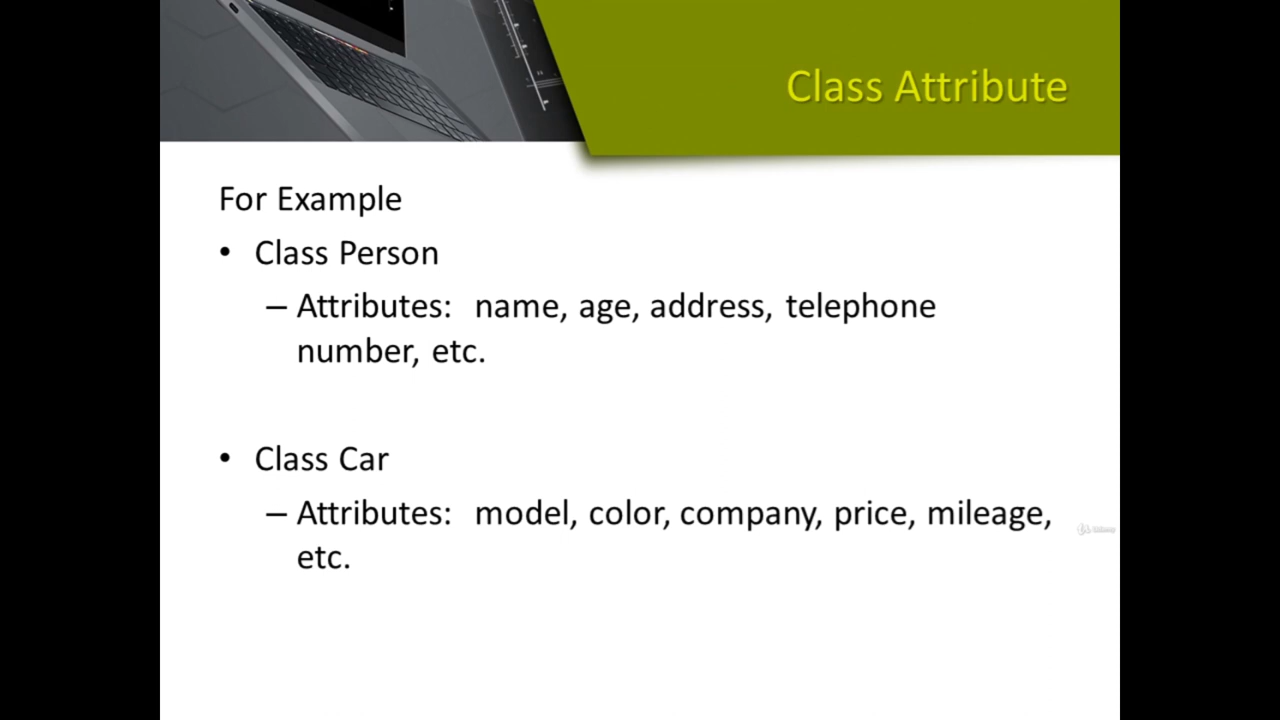 Class Attribute
For Example
• Class Person
– Attributes: name, age, address, telephone
number, etc.
• Class Car
– Attributes: model, color, company, price, mileage,
etc.